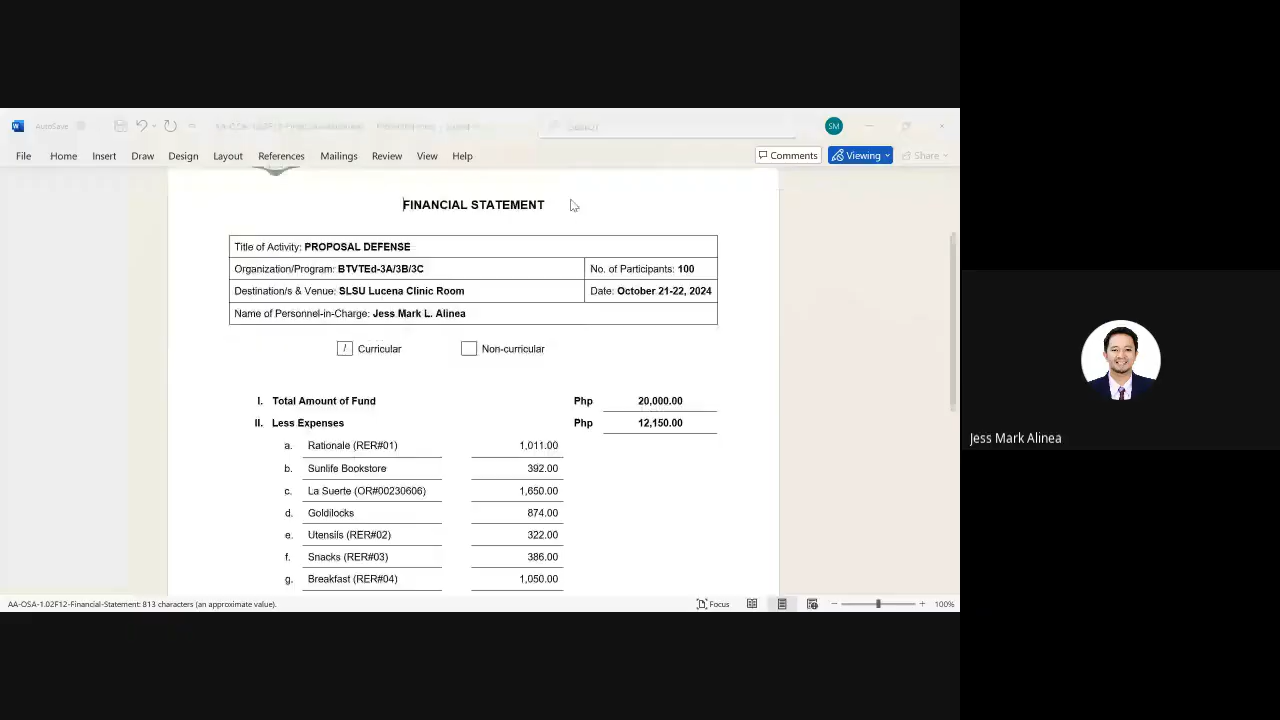 AutoSave
SM
File Home Insert Draw Design Layout References Mailings Review View Help Comments Viewing Share
FINANCIAL STATEMENT
Title of Activity: PROPOSAL DEFENSE
Organization/Program: BTVTEd-3A/3B/3C No. of Participants: 100
Destination/s & Venue: SLSU Lucena Clinic Room Date: October 21-22, 2024
Name of Personnel-in-Charge: Jess Mark L. Alinea
/ Curricular Non-curricular
I. Total Amount of Fund Php 20,000.00
II. Less Expenses Php 12,150.00
a. Rationale (RER#01) 1,011.00
b. Sunlife Bookstore 392.00
c. La Suerte (OR#00230606) 1,650.00
d. Goldilocks 874.00
e. Utensils (RER#02) 322.00
f. Snacks (RER#03) 386.00
g. Breakfast (RER#04) 1,050.00
AA-OSA-1.02F12-Financial-Statement: 813 characters (an approximate value). Focus 100%
Jess Mark Alinea